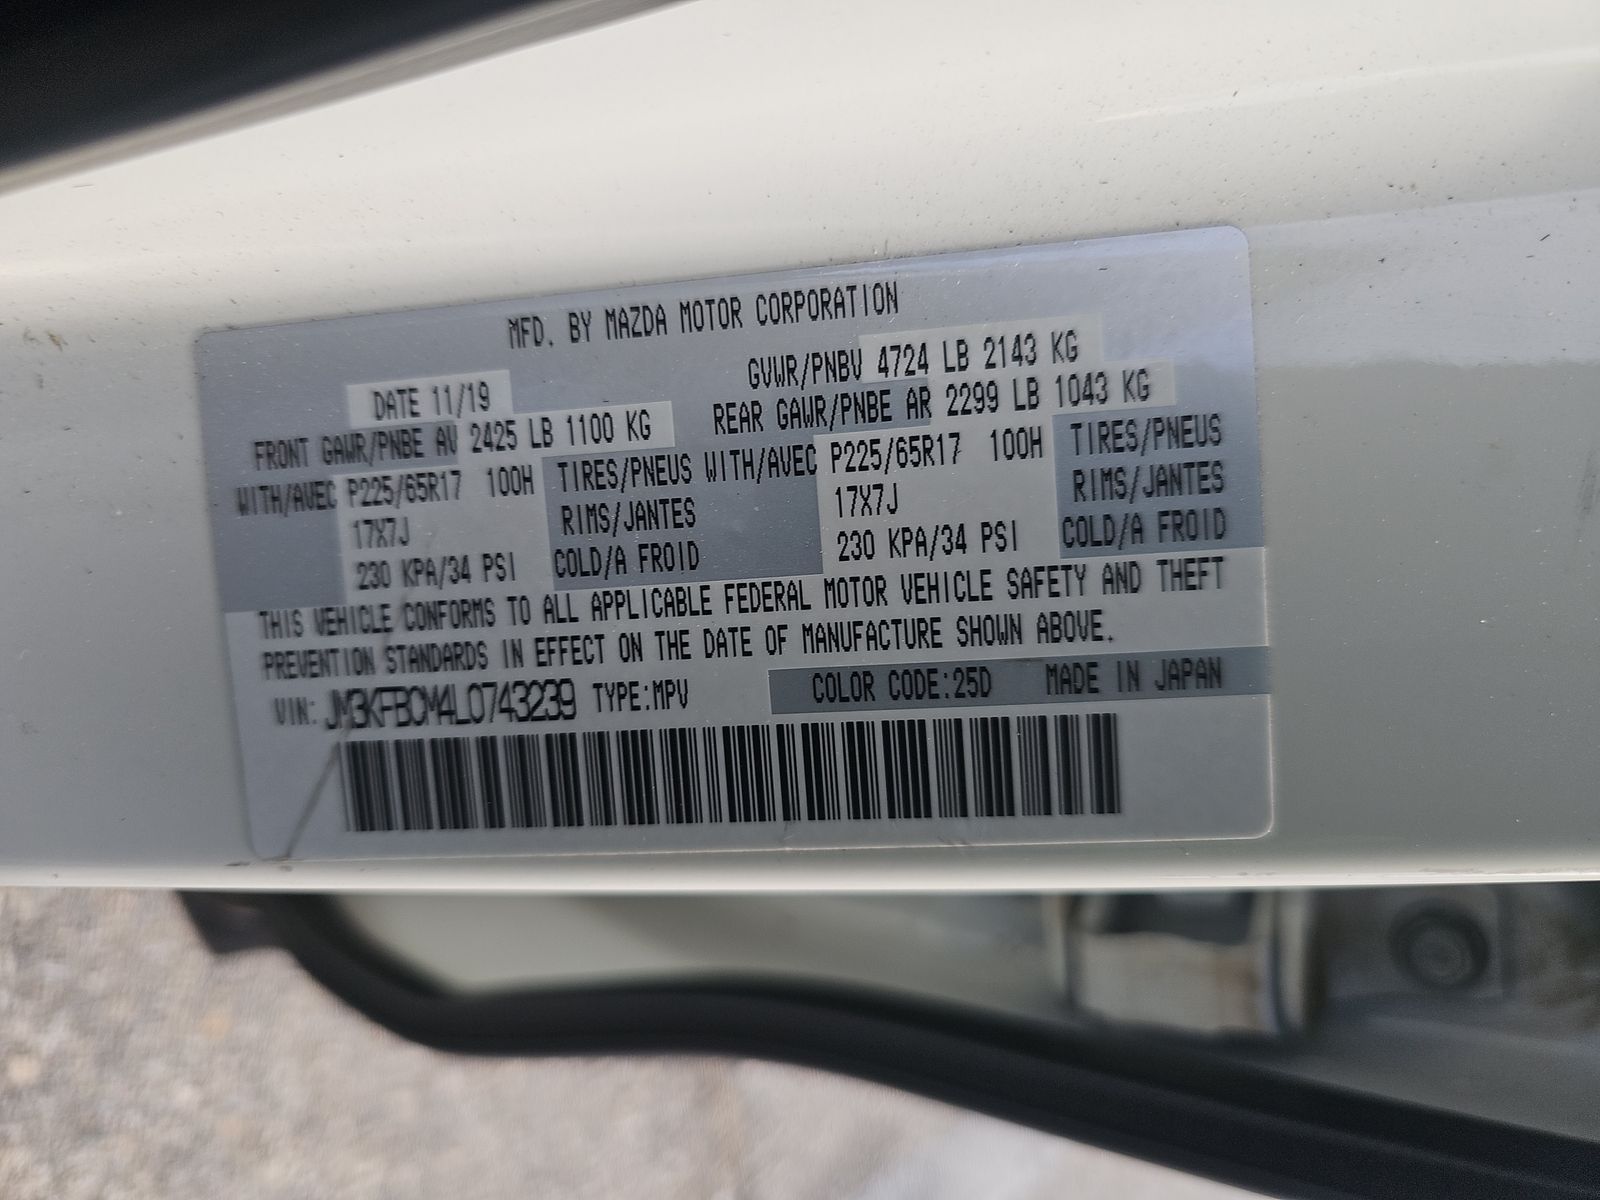 MFD. BY MAZDA MOTOR CORPORATION
DATE 11/19
GVWR/PNBV 4724 LB 2143 KG
FRONT GAWR/PNBE AV 2425 LB 1100 KG
REAR GAWR/PNBE AR 2299 LB 1043 KG
WITH/AVEC P225/65R17 100H TIRES/PNEUS
17X7J RIMS/JANTES
230 KPA/34 PSI COLD/A FROID
WITH/AVEC P225/65R17 100H TIRES/PNEUS
17X7J RIMS/JANTES
230 KPA/34 PSI COLD/A FROID
THIS VEHICLE CONFORMS TO ALL APPLICABLE FEDERAL MOTOR VEHICLE SAFETY AND THEFT
PREVENTION STANDARDS IN EFFECT ON THE DATE OF MANUFACTURE SHOWN ABOVE.
VIN: JM3KFBCM4L0743239 TYPE:MPV COLOR CODE:25D MADE IN JAPAN